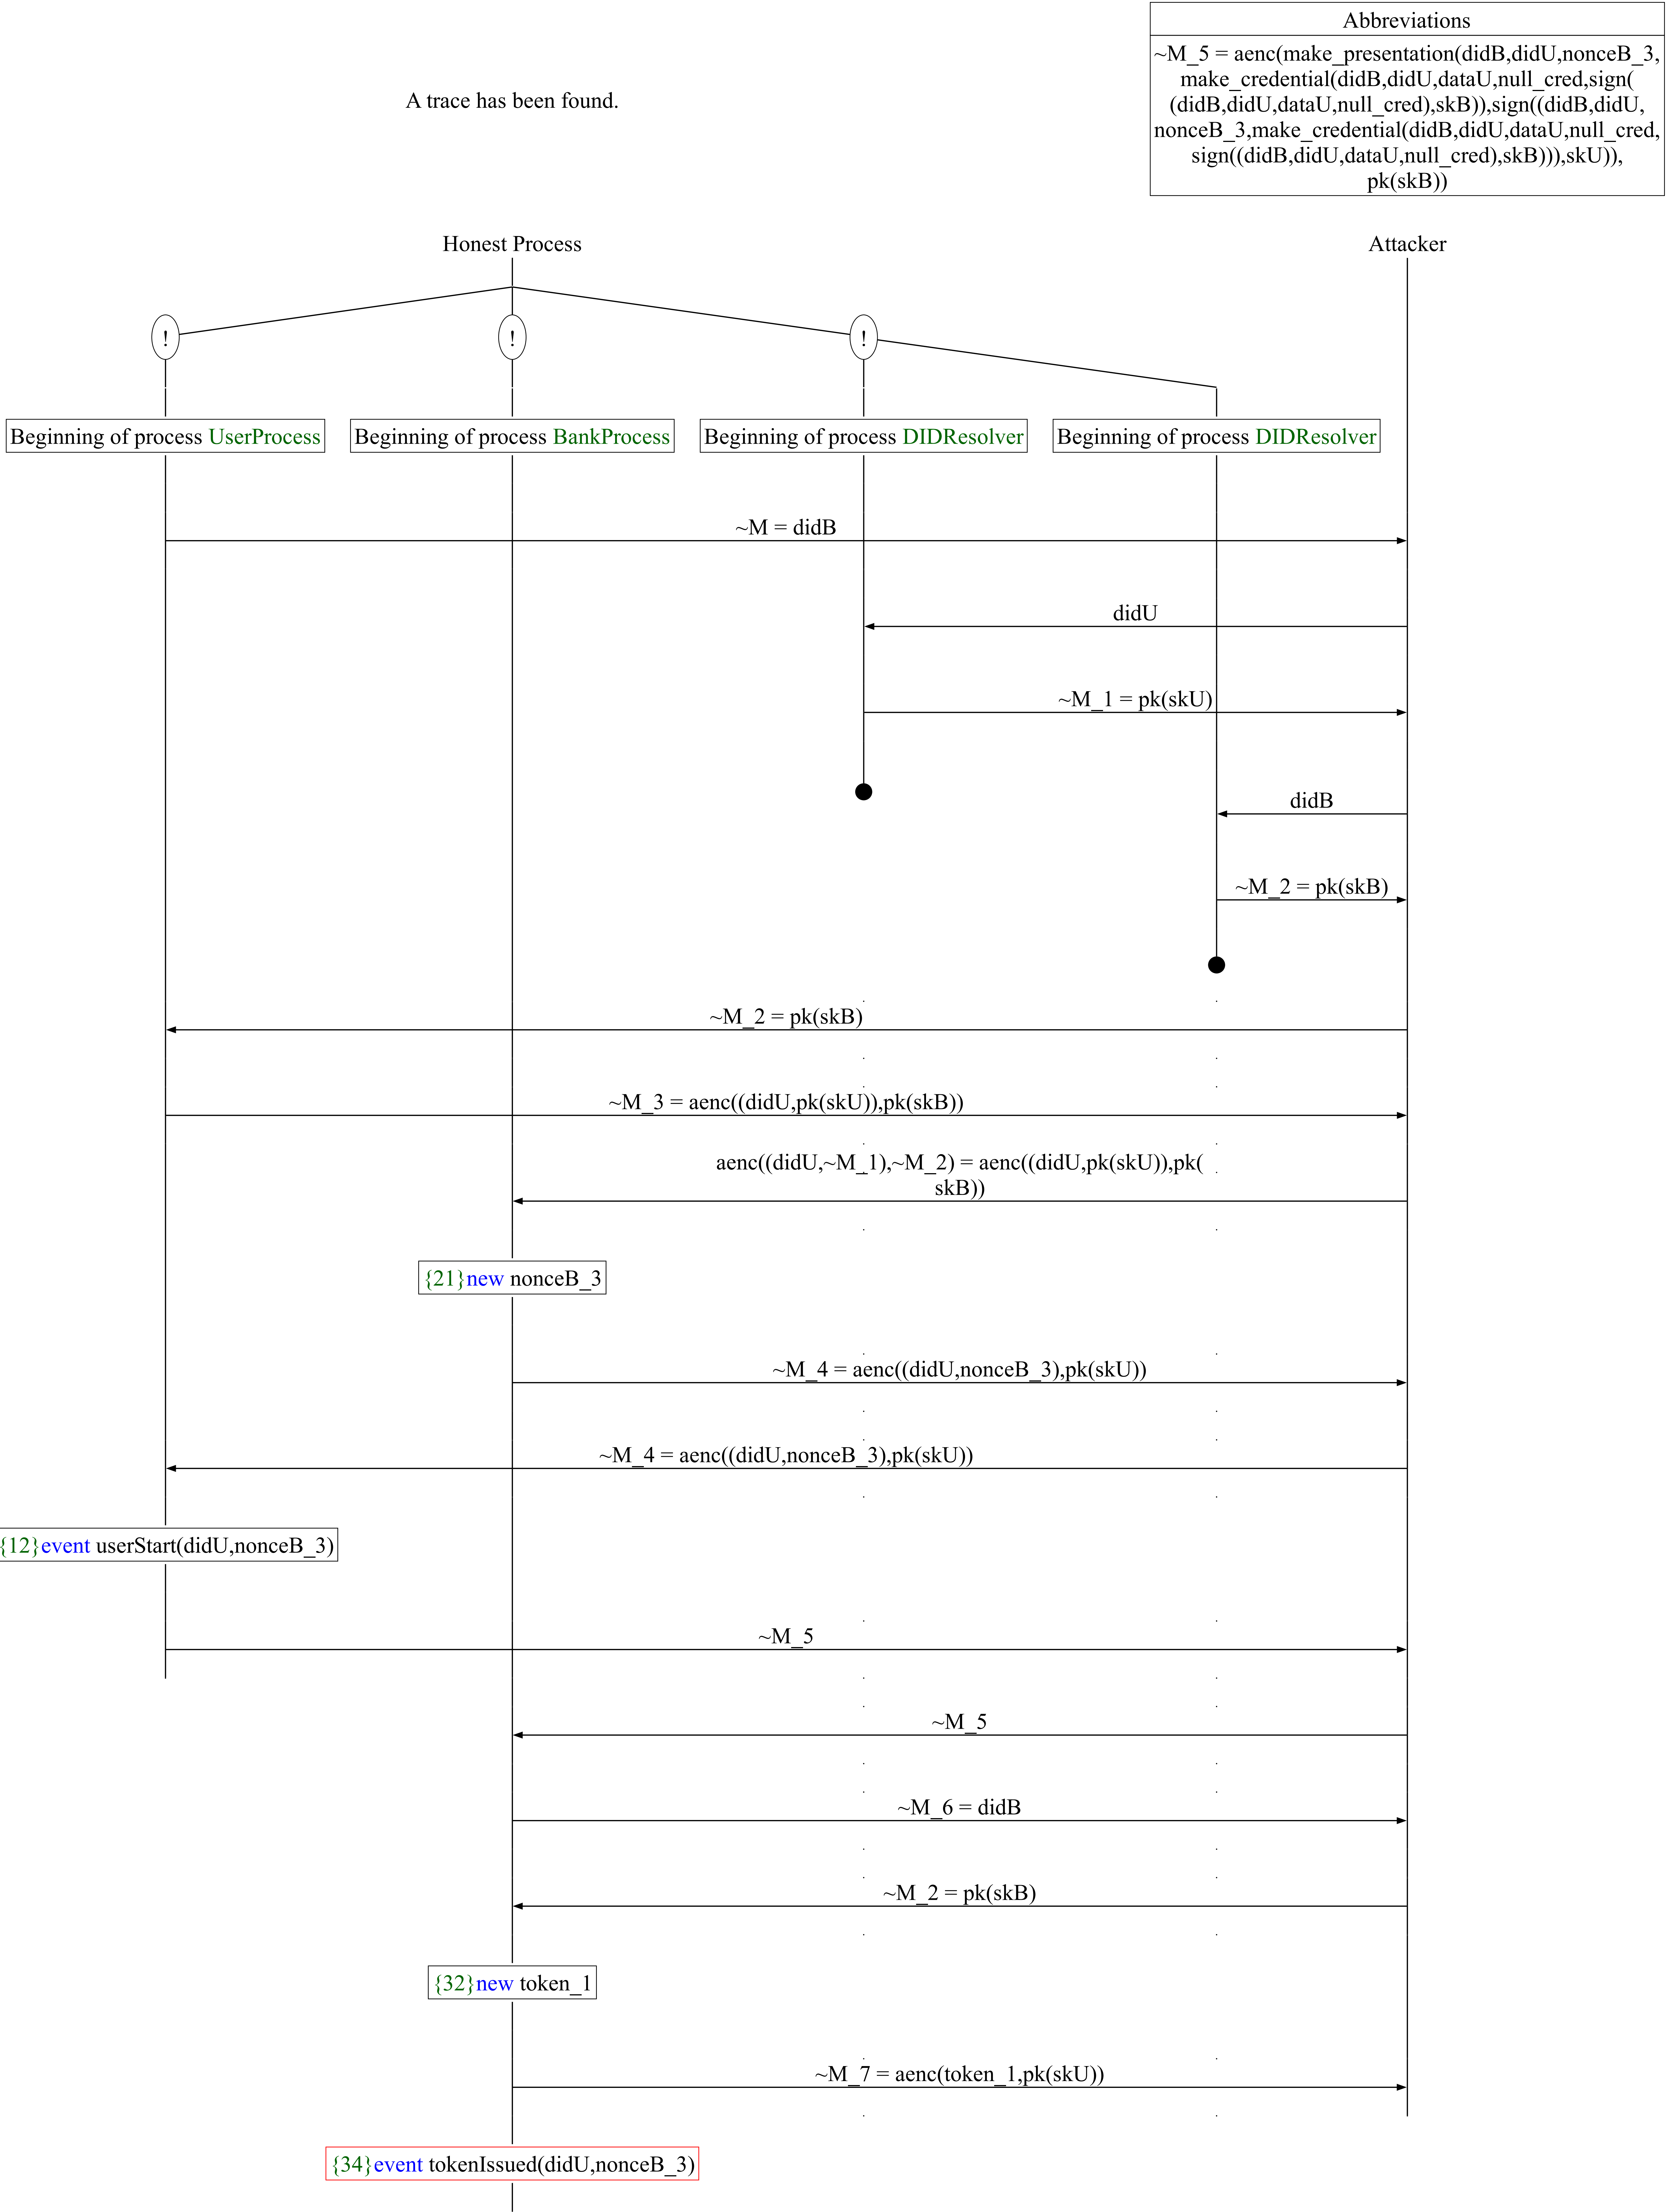 Abbreviations
~M_5 = aenc(make_presentation(didB,didU,nonceB_3,
make_credential(didB,didU,dataU,null_cred,sign(
(didB,didU,dataU,null_cred),skB)),sign((didB,didU,
nonceB_3,make_credential(didB,didU,dataU,null_cred,
sign((didB,didU,dataU,null_cred),skB))),skU)),
pk(skB))
A trace has been found.
Honest Process
Attacker
!
!
!
Beginning of process UserProcess
Beginning of process BankProcess
Beginning of process DIDResolver
Beginning of process DIDResolver
~M = didB
didU
~M_1 = pk(skU)
didB
~M_2 = pk(skB)
~M_2 = pk(skB)
~M_3 = aenc((didU,pk(skU)),pk(skB))
aenc((didU,~M_1),~M_2) = aenc((didU,pk(skU)),pk(
skB))
{21}new nonceB_3
~M_4 = aenc((didU,nonceB_3),pk(skU))
~M_4 = aenc((didU,nonceB_3),pk(skU))
{12}event userStart(didU,nonceB_3)
~M_5
~M_5
~M_6 = didB
~M_2 = pk(skB)
{32}new token_1
~M_7 = aenc(token_1,pk(skU))
{34}event tokenIssued(didU,nonceB_3)